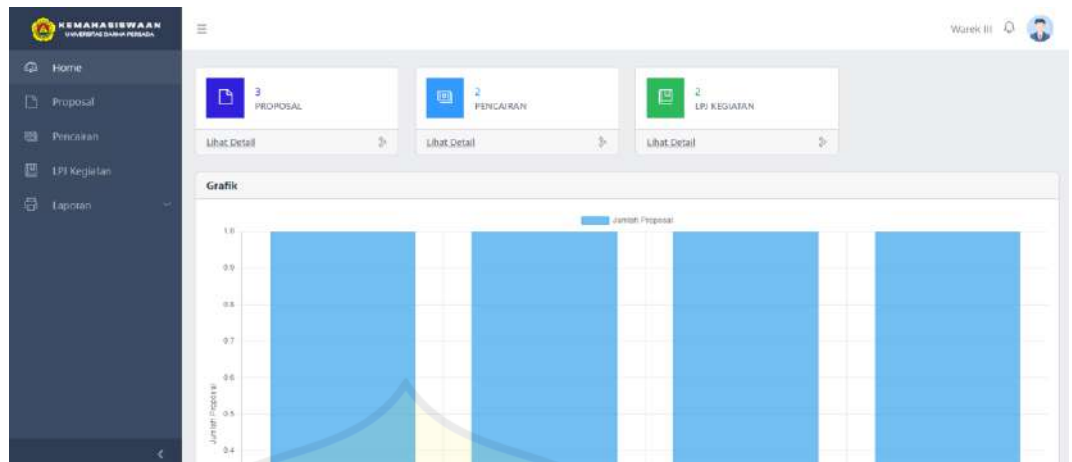 KEMAHASISWAAN
UNIVERSITAS DARMA PERSADA
Warek III
Home
Proposal
Pencairan
LPJ Kegiatan
Laporan
3
PROPOSAL
Lihat Detail
2
PENCAIRAN
Lihat Detail
2
LPJ KEGIATAN
Lihat Detail
Grafik
Jumlah Proposal
1.0
0.9
0.8
0.7
0.6
0.5
0.4
Jumlah Proposal